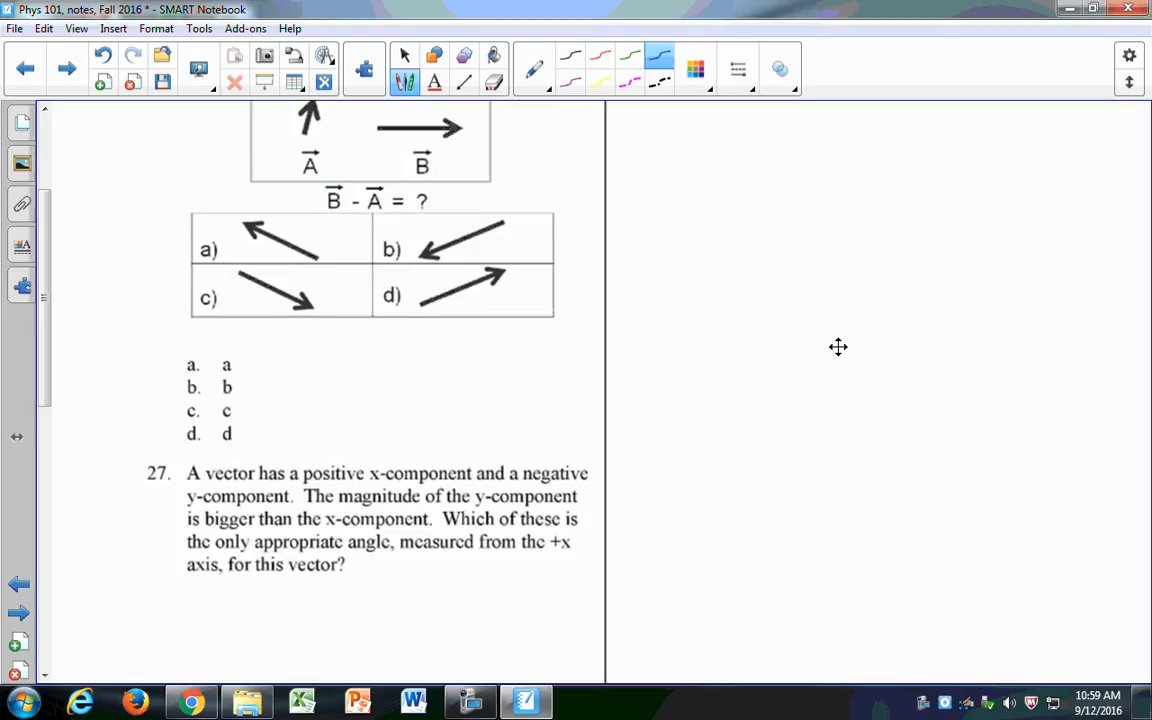 Phys 101, notes, Fall 2016 * - SMART Notebook
File Edit View Insert Format Tools Add-ons Help
A B
B - A = ?
a) b)
c) d)
a. a
b. b
c. c
d. d
27. A vector has a positive x-component and a negative
y-component. The magnitude of the y-component
is bigger than the x-component. Which of these is
the only appropriate angle, measured from the +x
axis, for this vector?
10:59 AM
9/12/2016